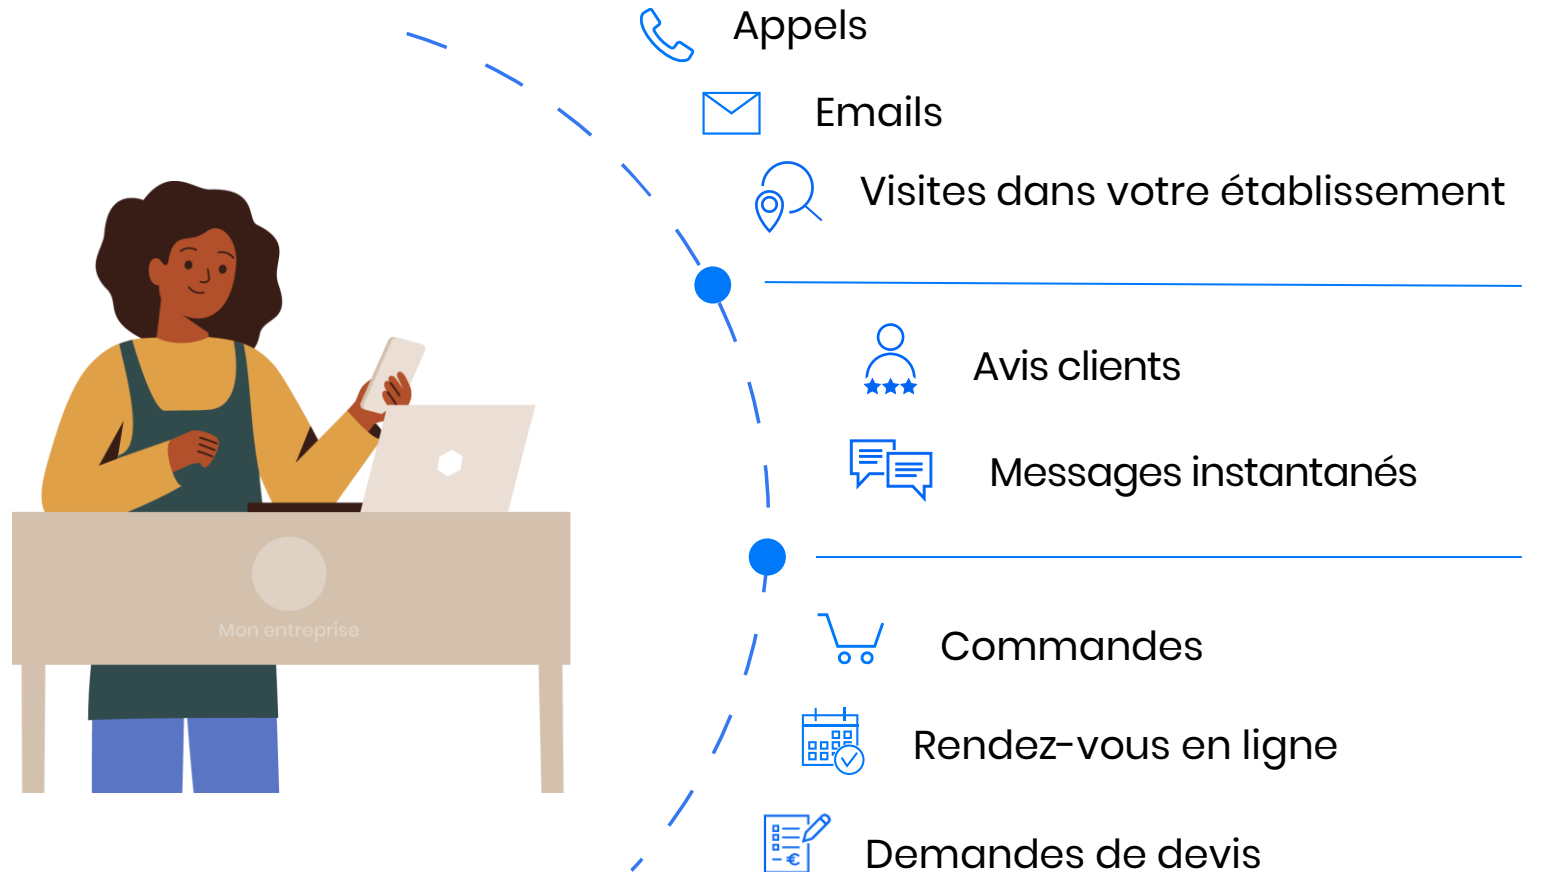 Appels
Emails
Visites dans votre établissement
Avis clients
Messages instantanés
Mon entreprise
Commandes
Rendez-vous en ligne
Demandes de devis